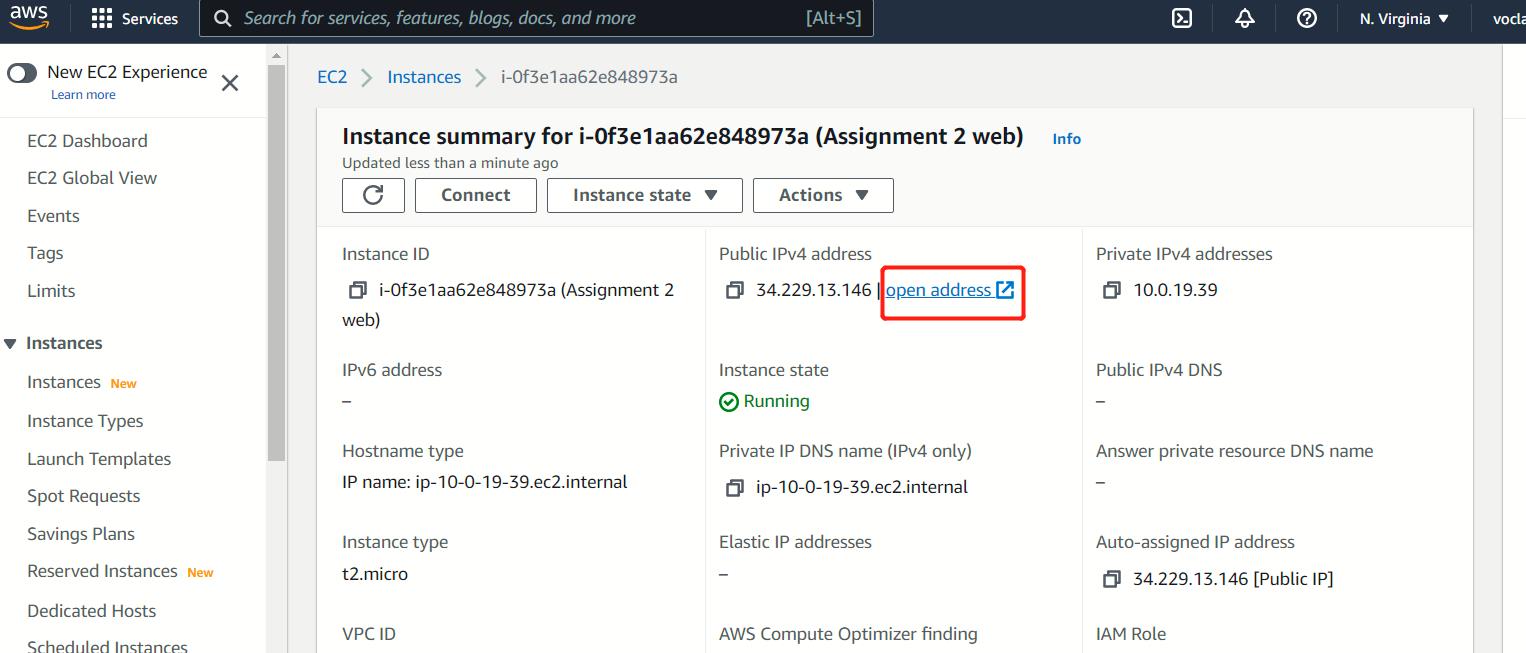 aws
Services
Search for services, features, blogs, docs, and more
[Alt+S]
N. Virginia
New EC2 Experience
Learn more
EC2 Dashboard
EC2 Global View
Events
Tags
Limits
Instances
Instances New
Instance Types
Launch Templates
Spot Requests
Savings Plans
Reserved Instances New
Dedicated Hosts
Scheduled Instances
EC2 > Instances > i-0f3e1aa62e848973a
Instance summary for i-0f3e1aa62e848973a (Assignment 2 web) Info
Updated less than a minute ago
Connect
Instance state
Actions
Instance ID
i-0f3e1aa62e848973a (Assignment 2
web)
Public IPv4 address
34.229.13.146 | open address
Private IPv4 addresses
10.0.19.39
IPv6 address
–
Instance state
Running
Public IPv4 DNS
–
Hostname type
IP name: ip-10-0-19-39.ec2.internal
Private IP DNS name (IPv4 only)
ip-10-0-19-39.ec2.internal
Answer private resource DNS name
–
Instance type
t2.micro
Elastic IP addresses
–
Auto-assigned IP address
34.229.13.146 [Public IP]
VPC ID
AWS Compute Optimizer finding
IAM Role